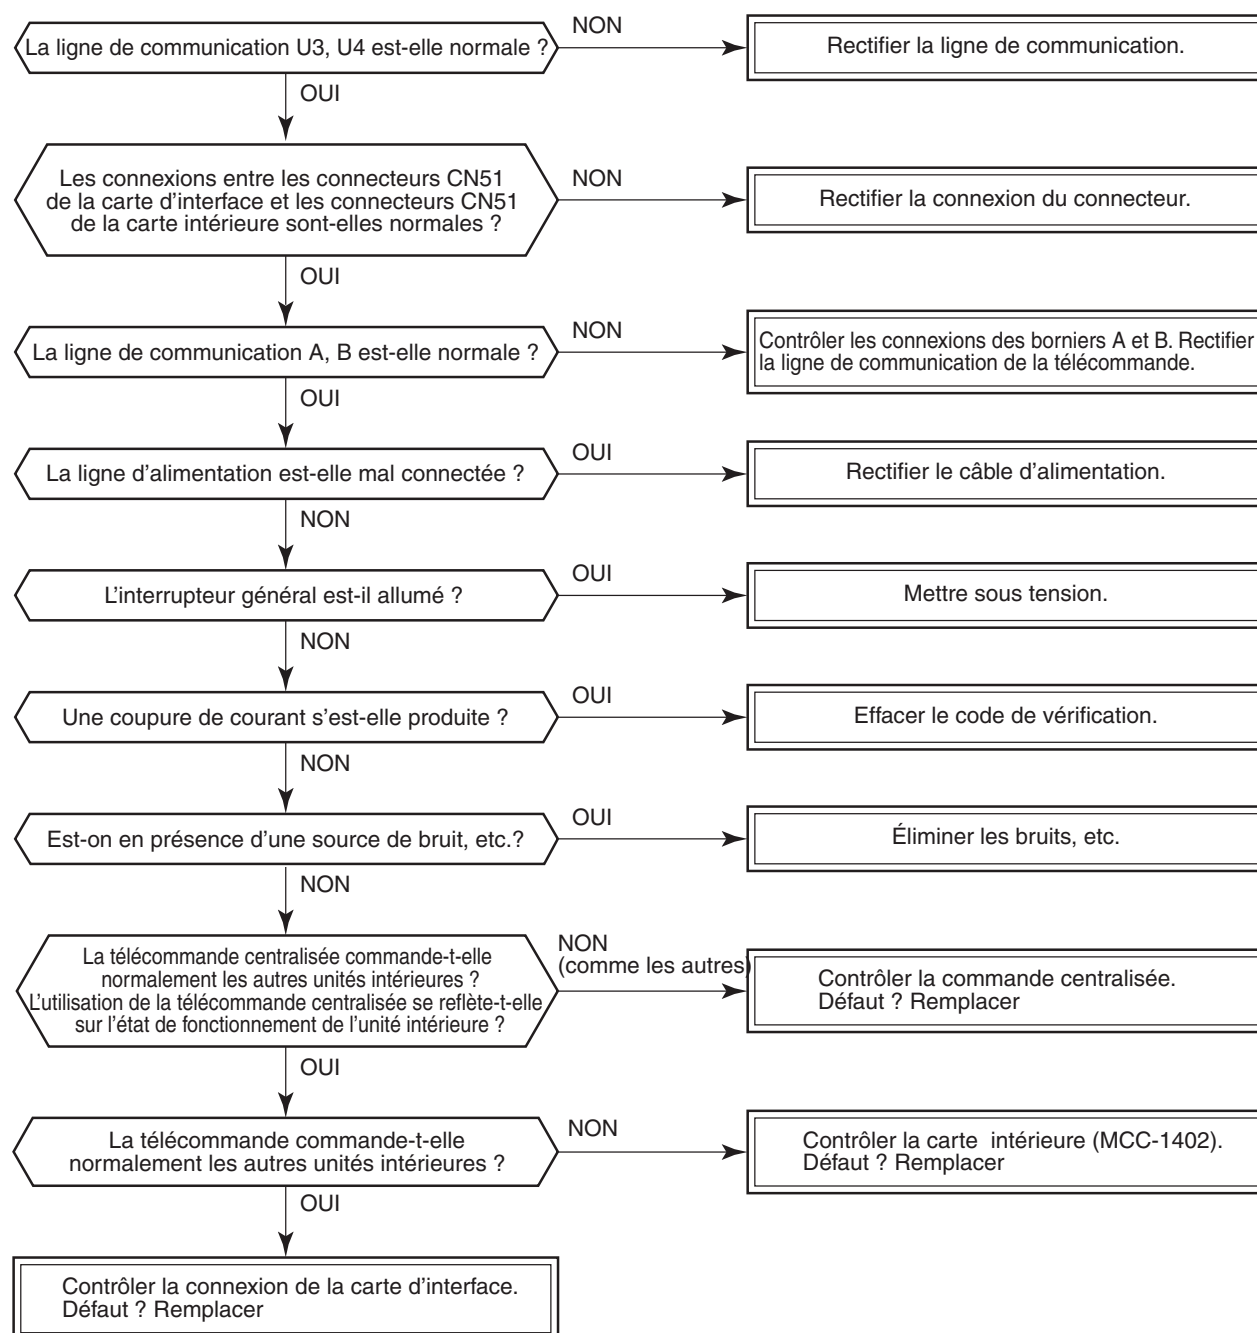 La ligne de communication U3, U4 est-elle normale ?
NON
Rectifier la ligne de communication.
OUI
Les connexions entre les connecteurs CN51
de la carte d'interface et les connecteurs CN51
de la carte intérieure sont-elles normales ?
NON
Rectifier la connexion du connecteur.
OUI
La ligne de communication A, B est-elle normale ?
NON
Contrôler les connexions des borniers A et B. Rectifier
la ligne de communication de la télécommande.
OUI
La ligne d'alimentation est-elle mal connectée ?
OUI
Rectifier le câble d'alimentation.
NON
L'interrupteur général est-il allumé ?
OUI
Mettre sous tension.
NON
Une coupure de courant s'est-elle produite ?
OUI
Effacer le code de vérification.
NON
Est-on en présence d'une source de bruit, etc.?
OUI
Éliminer les bruits, etc.
NON
La télécommande centralisée commande-t-elle
normalement les autres unités intérieures ?
L'utilisation de la télécommande centralisée se reflète-t-elle
sur l'état de fonctionnement de l'unité intérieure ?
NON
(comme les autres)
Contrôler la commande centralisée.
Défaut ? Remplacer
OUI
La télécommande commande-t-elle
normalement les autres unités intérieures ?
NON
Contrôler la carte intérieure (MCC-1402).
Défaut ? Remplacer
OUI
Contrôler la connexion de la carte d'interface.
Défaut ? Remplacer